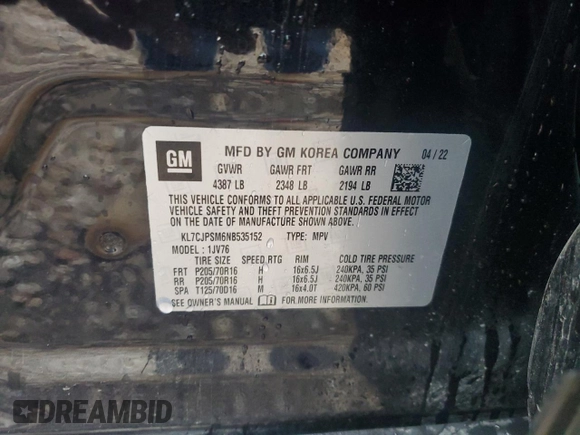 GM
MFD BY GM KOREA COMPANY 04/22
GVWR GAWR FRT GAWR RR
4387 LB 2348 LB 2194 LB
THIS VEHICLE CONFORMS TO ALL APPLICABLE U.S. FEDERAL MOTOR
VEHICLE SAFETY AND THEFT PREVENTION STANDARDS IN EFFECT ON
THE DATE OF MANUFACTURE SHOWN ABOVE.
KL7CJPSM6NB535152 TYPE: MPV
MODEL: 1JV76
TIRE SIZE SPEED RTG RIM COLD TIRE PRESSURE
FRT P205/70R16 H 16x6.5J 240KPA, 35 PSI
RR P205/70R16 H 16x6.5J 240KPA, 35 PSI
SPA T125/70D16 M 16x4.0T 420KPA, 60 PSI
SEE OWNER'S MANUAL FOR MORE INFORMATION.
DREAMBID